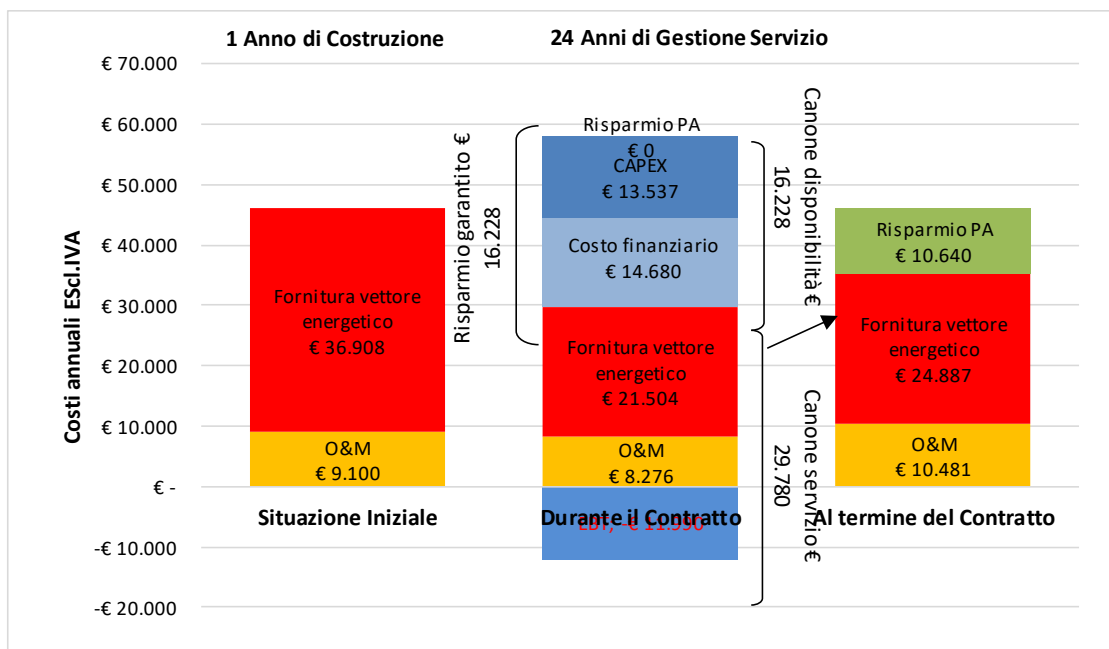 1 Anno di Costruzione
24 Anni di Gestione Servizio
Costi annuali EScl.IVA
€ 70.000
€ 60.000
€ 50.000
€ 40.000
€ 30.000
€ 20.000
€ 10.000
€ -
-€ 10.000
-€ 20.000
Fornitura vettore
energetico
€ 36.908
O&M
€ 9.100
Situazione Iniziale
Risparmio garantito €
16.228
Risparmio PA
€ 0
CAPEX
€ 13.537
Costo finanziario
€ 14.680
Fornitura vettore
energetico
€ 21.504
O&M
€ 8.276
Durante il Contratto
EBT; -€ 11.990
Canone disponibilità €
16.228
Canone servizio €
29.780
Risparmio PA
€ 10.640
Fornitura vettore
energetico
€ 24.887
O&M
€ 10.481
Al termine del Contratto